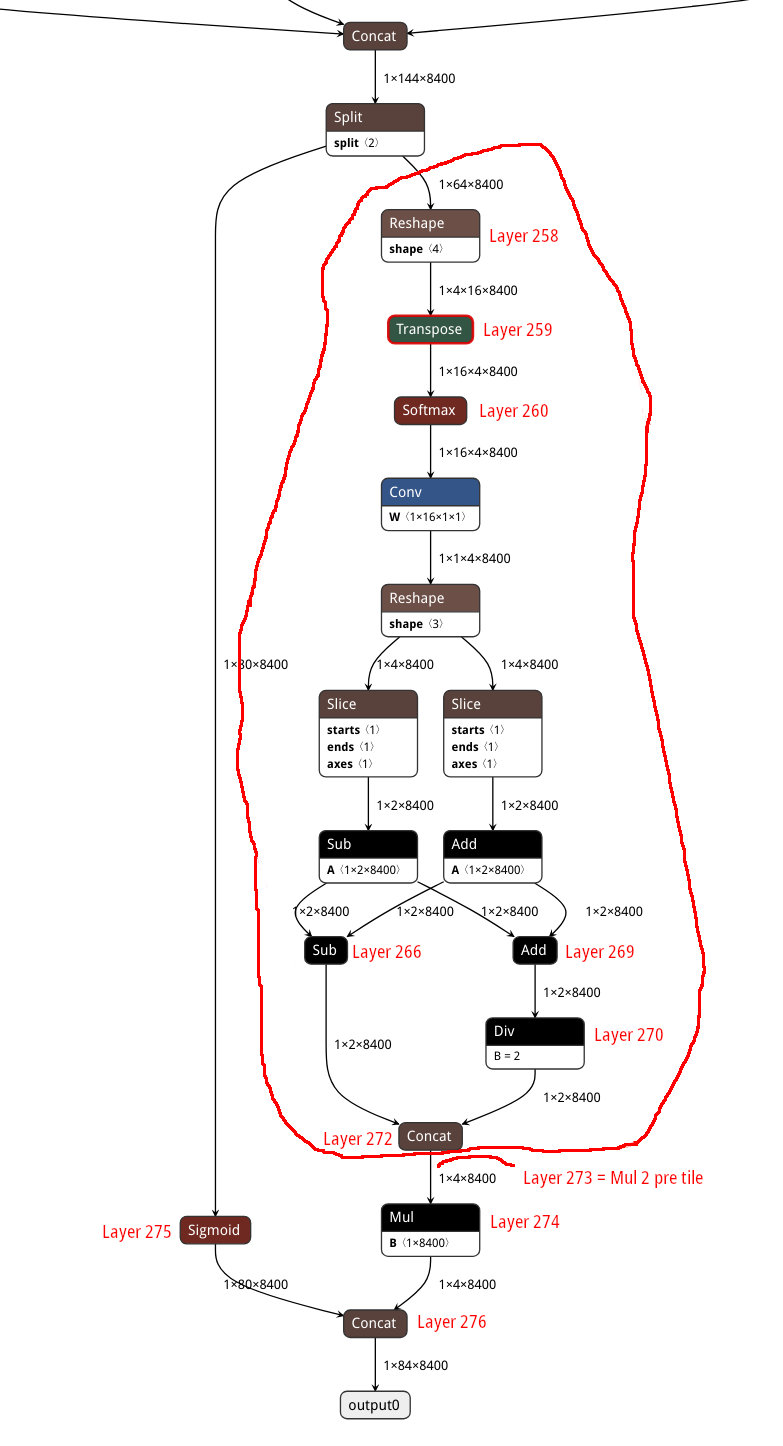 Concat
1×144×8400
Split
split〈2〉
1×64×8400
Reshape
shape〈4〉
Layer 258
1×4×16×8400
Transpose
Layer 259
1×16×4×8400
Softmax
Layer 260
1×16×4×8400
Conv
W〈1×16×1×1〉
1×1×4×8400
Reshape
shape〈3〉
1×80×8400
1×4×8400
1×4×8400
Slice
starts〈1〉
ends〈1〉
axes〈1〉
Slice
starts〈1〉
ends〈1〉
axes〈1〉
1×2×8400
1×2×8400
Sub
A〈1×2×8400〉
Add
A〈1×2×8400〉
1×2×8400
1×2×8400
1×2×8400
1×2×8400
Sub
Layer 266
Add
Layer 269
1×2×8400
Div
B = 2
Layer 270
1×2×8400
1×2×8400
Layer 272
Concat
1×4×8400
Layer 273 = Mul 2 pre tile
Mul
B〈1×8400〉
Layer 274
Layer 275
Sigmoid
1×80×8400
1×4×8400
Concat
Layer 276
1×84×8400
output0